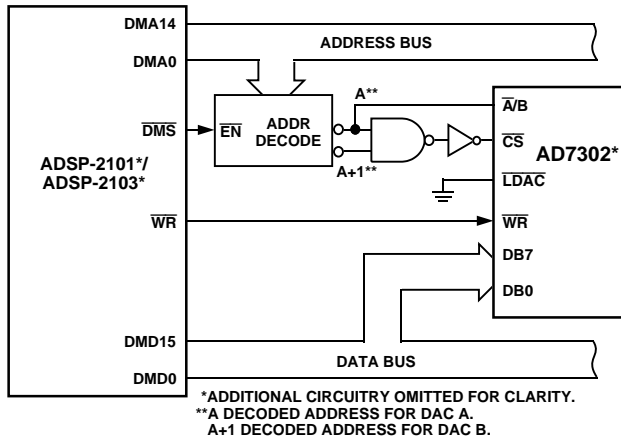 DMA14
ADDRESS BUS
DMA0
A**
ADDR
DECODE
EN
DMS
A+1**
A/B
CS
AD7302*
LDAC
ADSP-2101*/
ADSP-2103*
WR
WR
DB7
DB0
DMD15
DATA BUS
DMD0
*ADDITIONAL CIRCUITRY OMITTED FOR CLARITY.
**A DECODED ADDRESS FOR DAC A.
A+1 DECODED ADDRESS FOR DAC B.